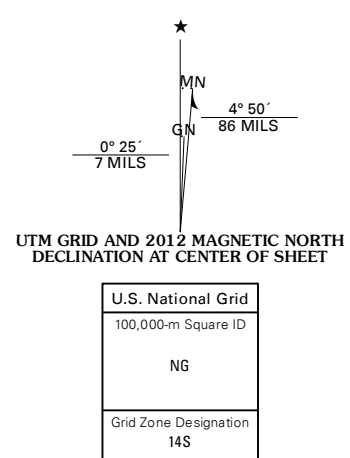 ★
MN
4° 50´
86 MILS
GN
0° 25´
7 MILS
UTM GRID AND 2012 MAGNETIC NORTH
DECLINATION AT CENTER OF SHEET
U.S. National Grid
100,000-m Square ID
NG
Grid Zone Designation
14S